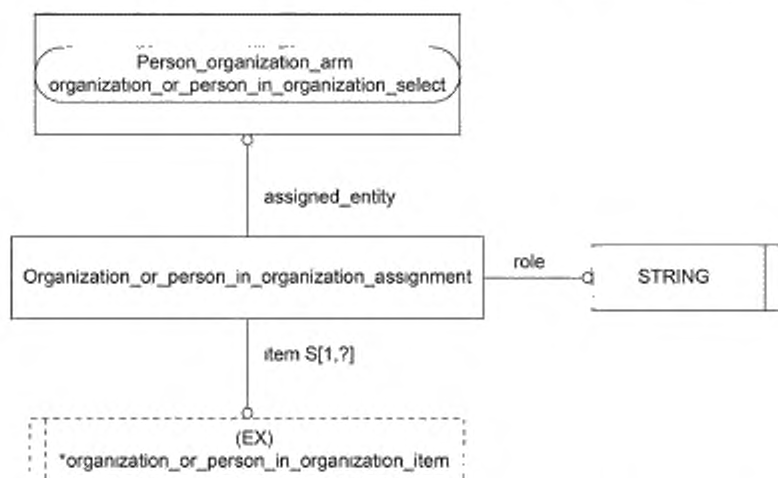 Person_organization_arm
organization_or_person_in_organization_select
assigned_entity
Organization_or_person_in_organization_assignment
role
STRING
item S[1,?]
(EX)
*organization_or_person_in_organization_item